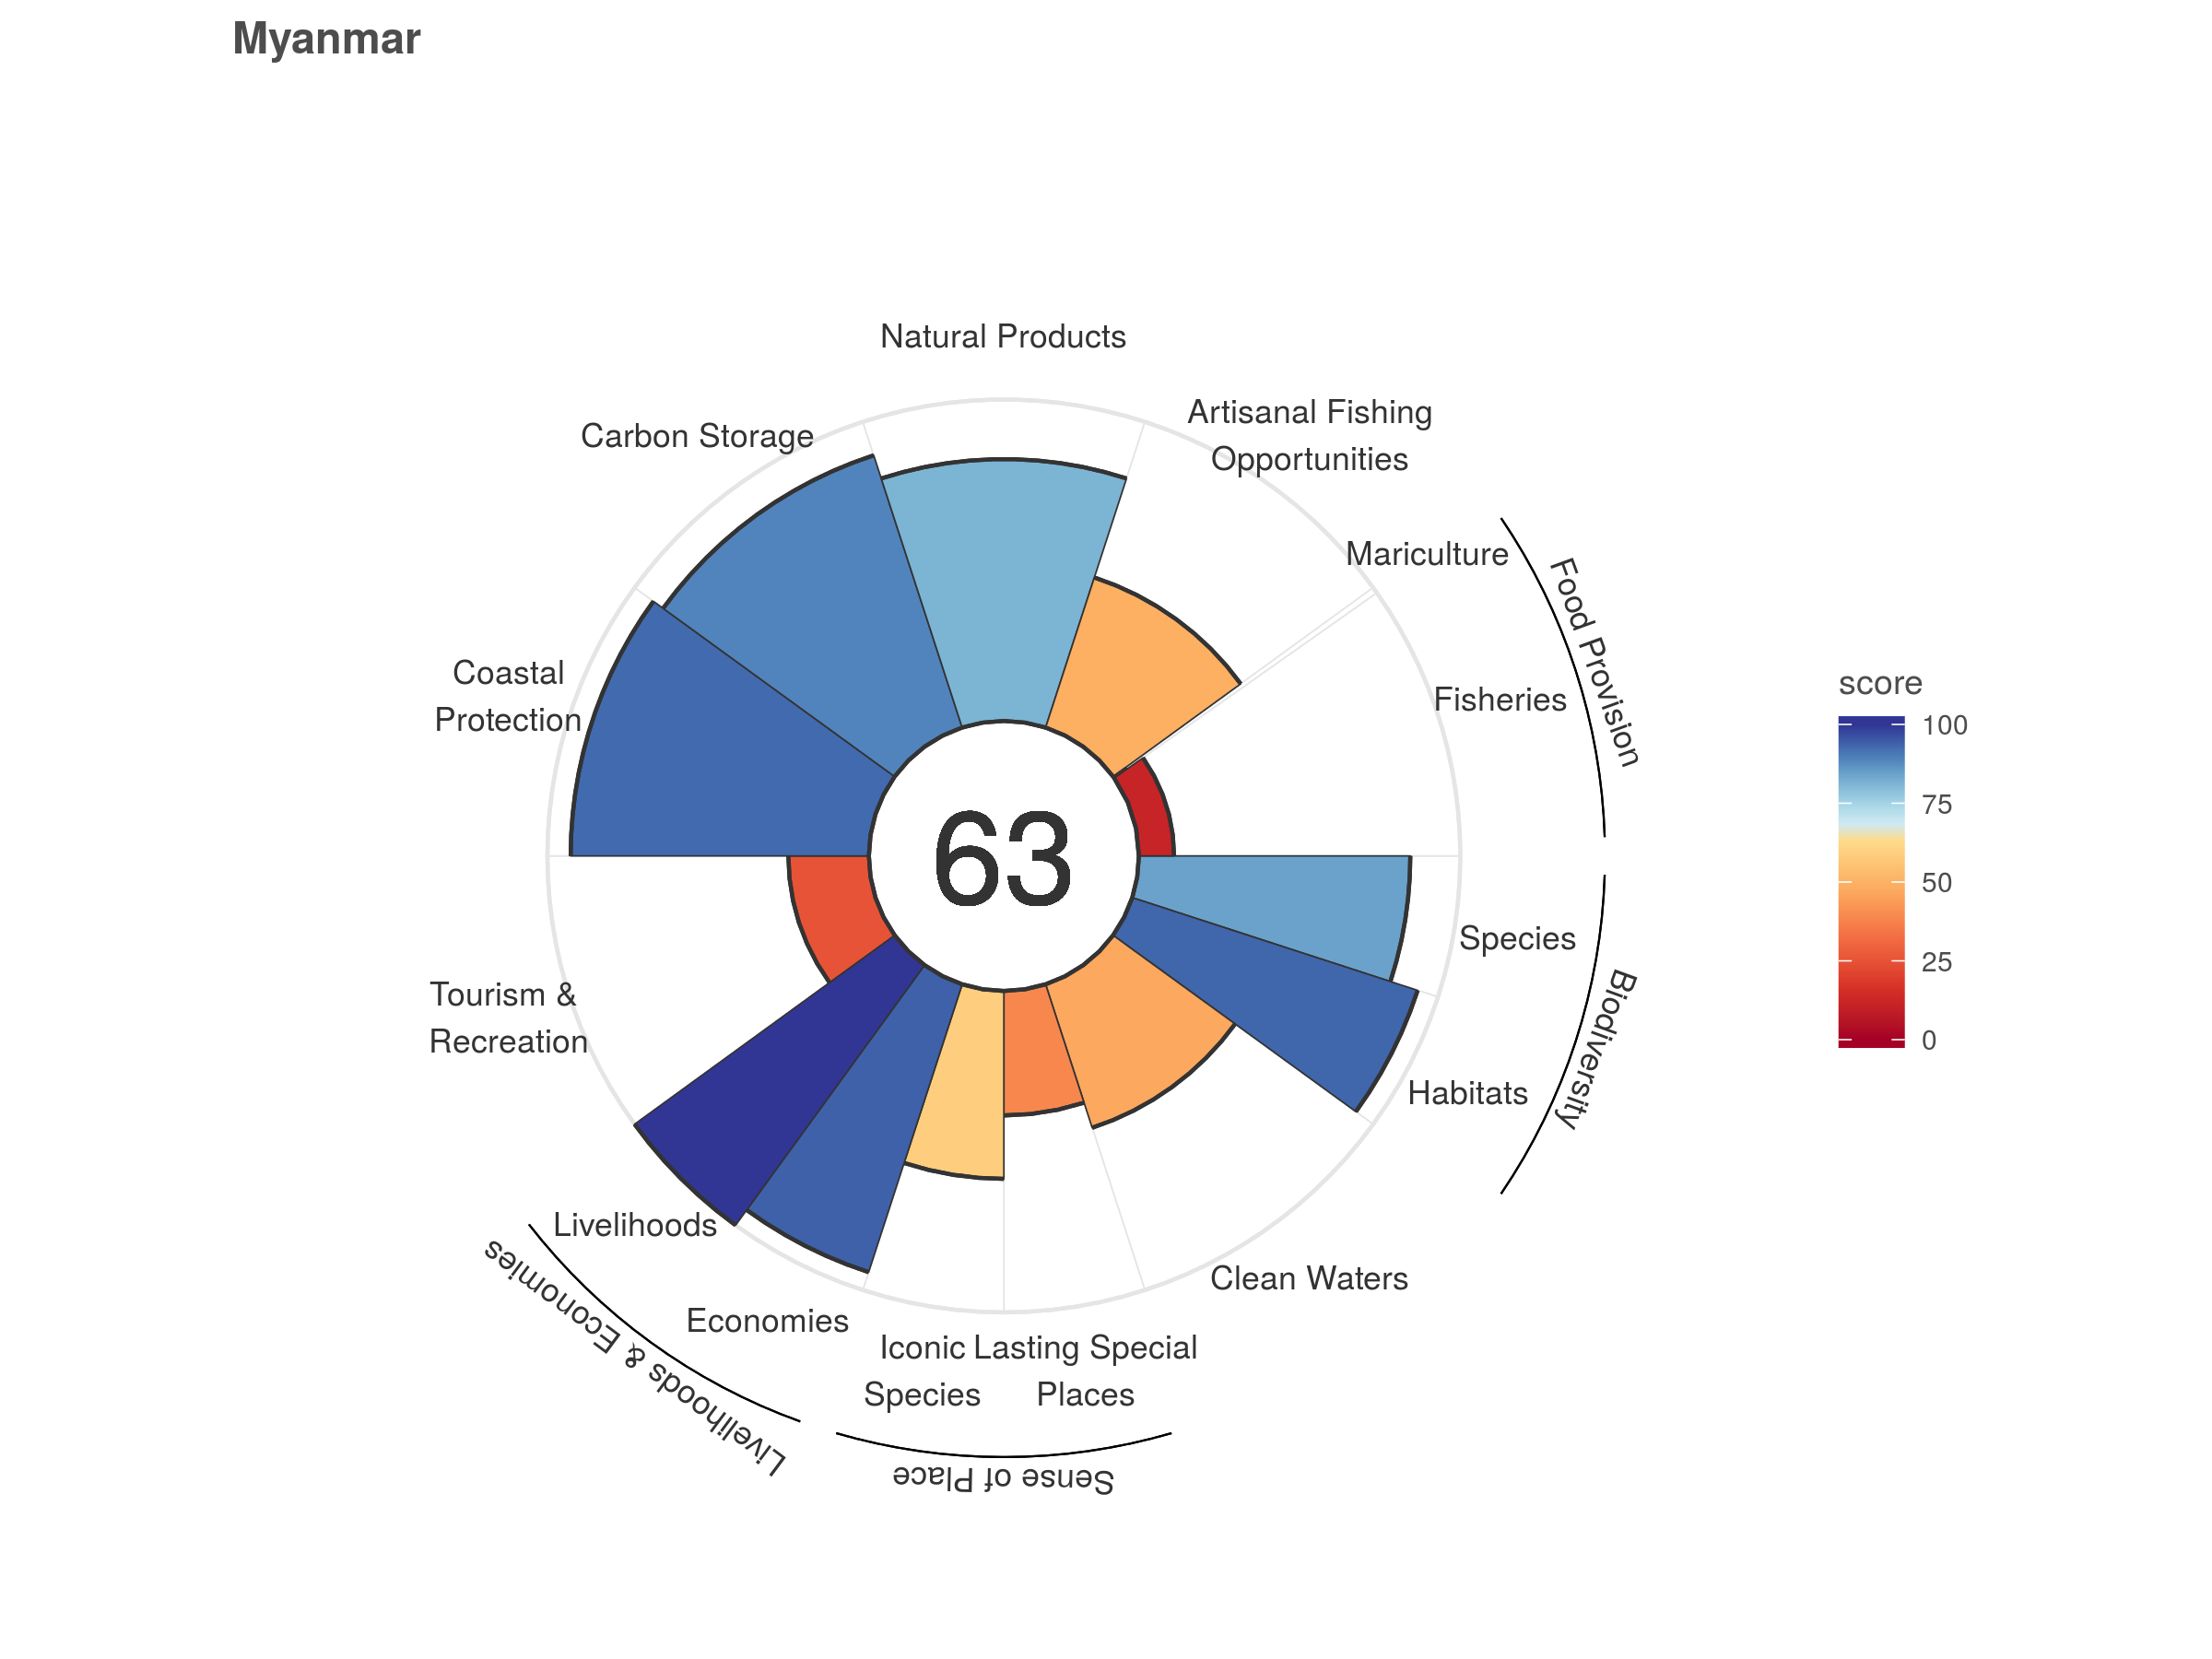 Myanmar
Natural Products
Artisanal Fishing
Opportunities
Carbon Storage
Mariculture
Food Provision
Coastal
Protection
Fisheries
score
100
75
50
25
0
63
Species
Biodiversity
Habitats
Tourism &
Recreation
Livelihoods
Livelihoods & Economies
Economies
Clean Waters
Iconic
Species
Lasting Special
Places
Sense of Place